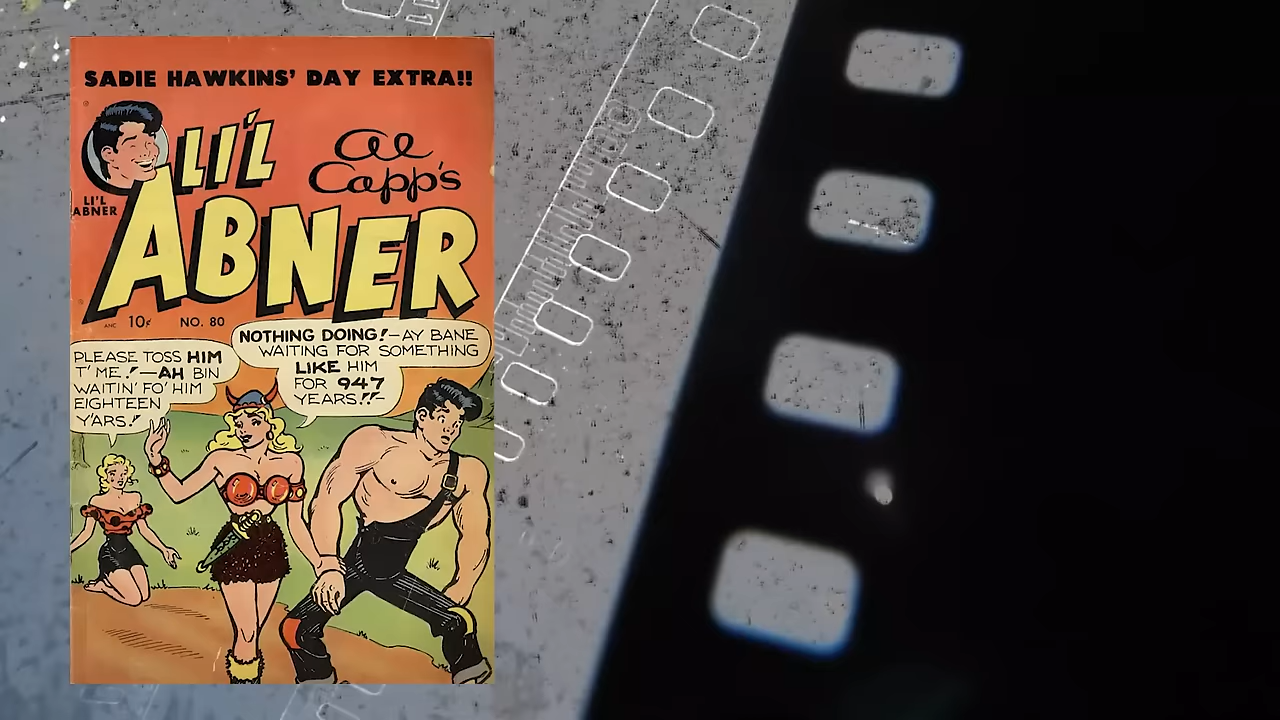 SADIE HAWKINS' DAY EXTRA!!
LI'L
Al
Capp's
LI'L
ABNER
ABNER
ANC 10¢ NO. 80
NOTHING DOING!—AY BANE
WAITING FOR SOMETHING
LIKE HIM
FOR 947
YEARS!!—
PLEASE TOSS HIM
T' ME!—AH BIN
WAITIN' FO' HIM
EIGHTEEN
Y'ARS!